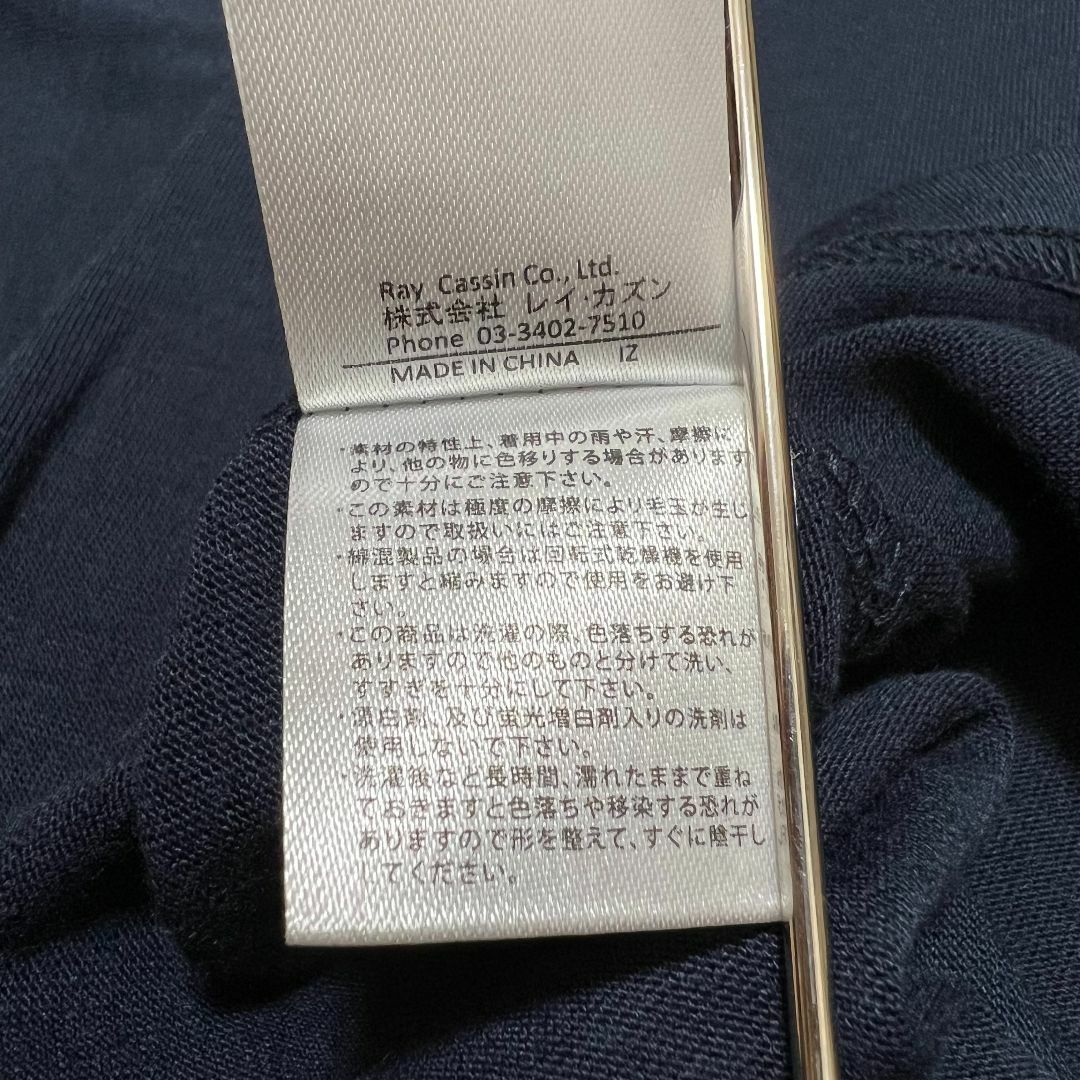 Ray Cassin Co., Ltd.
株式会社 レイ・カズン
Phone 03-3402-7510
MADE IN CHINA IZ
・素材の特性上、着用中の雨や汗、摩擦に
より、他の物に色移りする場合があります
ので十分にご注意下さい。
・この素材は極度の摩擦により毛玉が生じ
ますので取扱いにはご注意下さい。
・綿混製品の場合は回転式乾燥機を使用
しますと縮みますので使用をお避け下
さい。
・この商品は洗濯の際、色落ちする恐れが
ありますので他のものと分けて洗い、
すすぎを十分にして下さい。
・漂白剤、及び蛍光増白剤入りの洗剤は
使用しないで下さい。
・洗濯後など長時間、濡れたままで重ね
ておきますと色落ちや移染する恐れが
ありますので形を整えて、すぐに陰干し
してください。